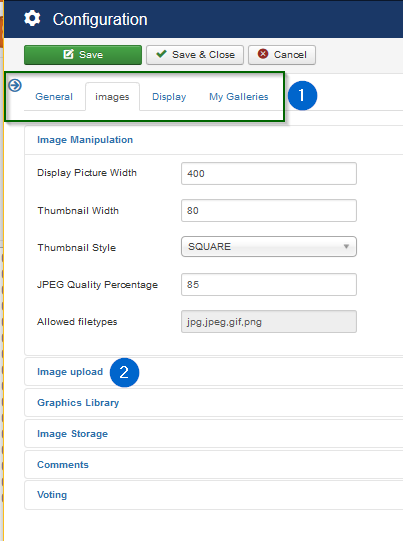 Configuration
Save Save & Close Cancel
General images Display My Galleries 1
Image Manipulation
Display Picture Width 400
Thumbnail Width 80
Thumbnail Style SQUARE
JPEG Quality Percentage 85
Allowed filetypes jpg,jpeg,gif,png
Image upload 2
Graphics Library
Image Storage
Comments
Voting